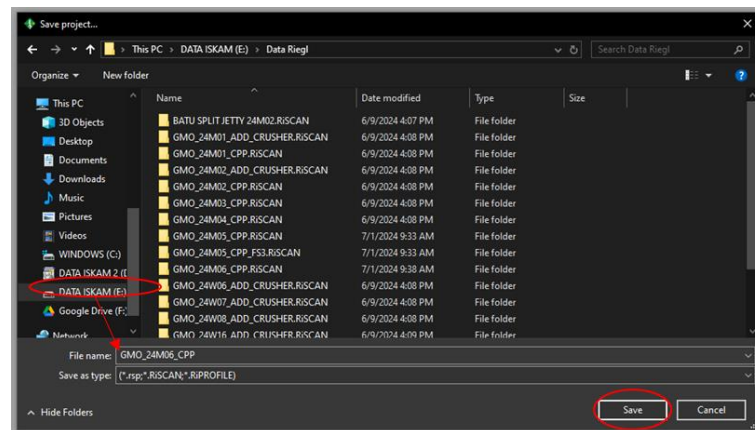 Save project...
This PC > DATA ISKAM (E:) > Data Riegl
Search Data Riegl
Organize New folder
Name Date modified Type Size
This PC
3D Objects
Desktop
Documents
Downloads
Music
Pictures
Videos
WINDOWS (C:)
DATA ISKAM 2 (
DATA ISKAM (E:)
Google Drive (F:
Network
BATU SPLIT JETTY 24M02.RiSCAN 6/9/2024 4:07 PM File folder
GMO_24M01_ADD_CRUSHER.RiSCAN 6/9/2024 4:08 PM File folder
GMO_24M01_CPP.RiSCAN 6/9/2024 4:08 PM File folder
GMO_24M02_ADD_CRUSHER.RiSCAN 6/9/2024 4:08 PM File folder
GMO_24M02_CPP.RiSCAN 6/9/2024 4:08 PM File folder
GMO_24M03_CPP.RiSCAN 6/9/2024 4:08 PM File folder
GMO_24M04_CPP.RiSCAN 6/9/2024 4:08 PM File folder
GMO_24M05_CPP.RiSCAN 7/1/2024 9:33 AM File folder
GMO_24M05_CPP_FS3.RiSCAN 7/1/2024 9:33 AM File folder
GMO_24M06_CPP.RiSCAN 7/1/2024 9:38 AM File folder
GMO_24W06_ADD_CRUSHER.RiSCAN 6/9/2024 4:08 PM File folder
GMO_24W07_ADD_CRUSHER.RiSCAN 6/9/2024 4:08 PM File folder
GMO_24W08_ADD_CRUSHER.RiSCAN 6/9/2024 4:08 PM File folder
GMO_24W16_ADD_CRUSHER.RiSCAN 6/9/2024 4:09 PM File folder
File name: GMO_24M06_CPP
Save as type: (*.rsp;*.RiSCAN;*.RiPROFILE)
Hide Folders
Save Cancel